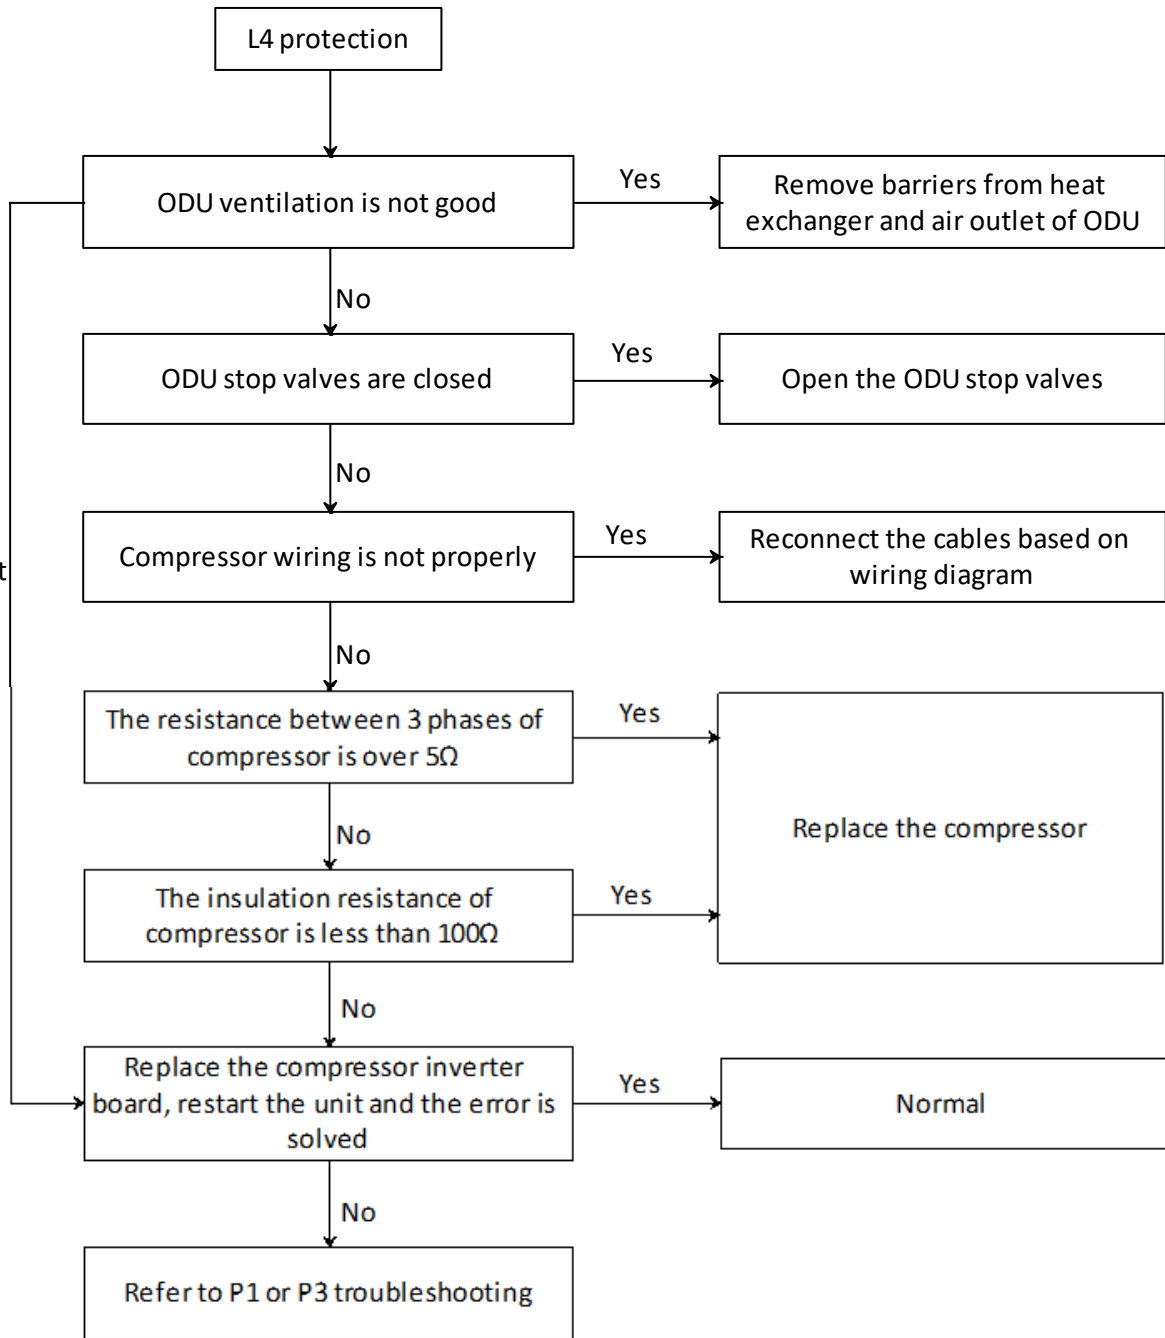 L4 protection
ODU ventilation is not good
Yes
Remove barriers from heat
exchanger and air outlet of ODU
No
ODU stop valves are closed
Yes
Open the ODU stop valves
No
Compressor wiring is not properly
Yes
Reconnect the cables based on
wiring diagram
t
No
The resistance between 3 phases of
compressor is over 5Ω
Yes
Replace the compressor
No
The insulation resistance of
compressor is less than 100Ω
Yes
No
Replace the compressor inverter
board, restart the unit and the error is
solved
Yes
Normal
No
Refer to P1 or P3 troubleshooting